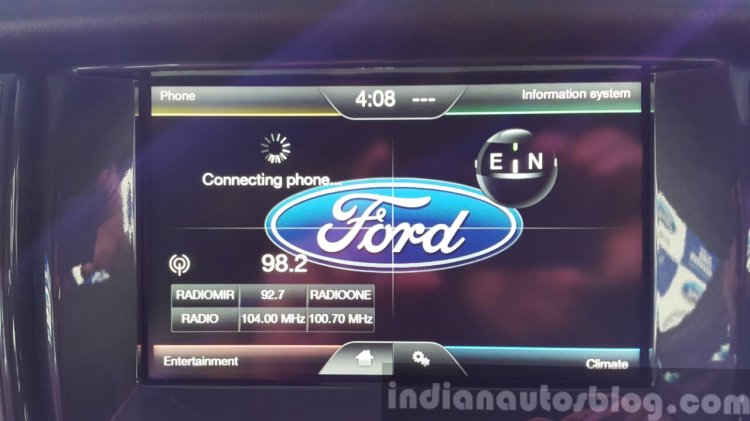 Phone
4:08 ---
Information system
E N
Connecting phone...
Ford
98.2
RADIOMIR 92.7 RADIOONE
RADIO 104.00 MHz 100.70 MHz
Entertainment
Climate
indianautosblog.com